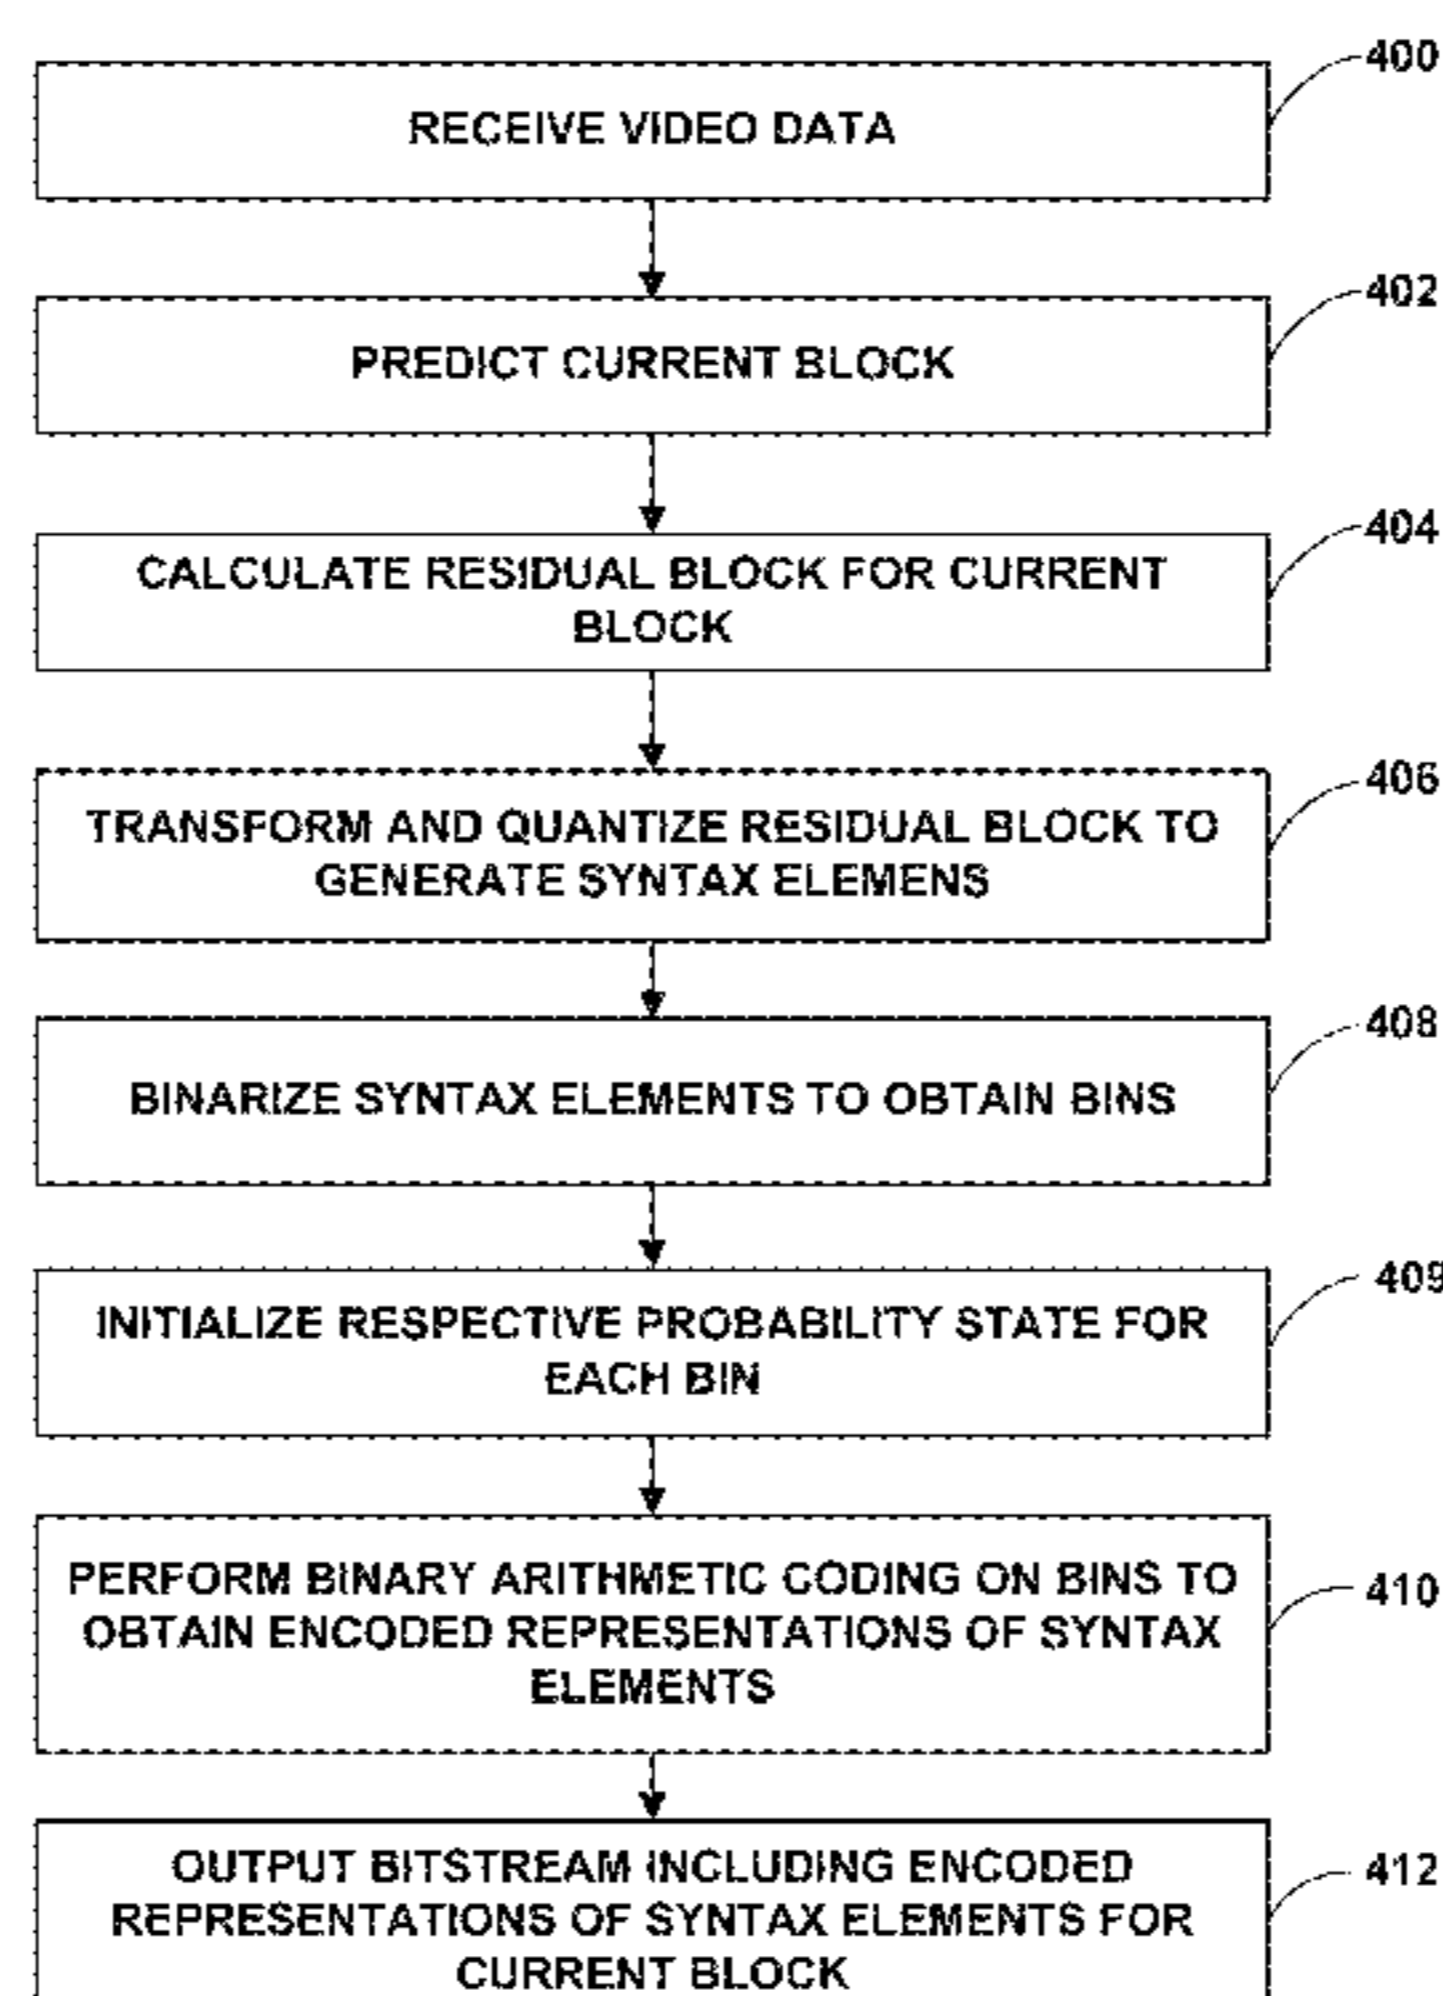 400
RECEIVE VIDEO DATA
402
PREDICT CURRENT BLOCK
404
CALCULATE RESIDUAL BLOCK FOR CURRENT
BLOCK
406
TRANSFORM AND QUANTIZE RESIDUAL BLOCK TO
GENERATE SYNTAX ELEMENS
408
BINARIZE SYNTAX ELEMENTS TO OBTAIN BINS
409
INITIALIZE RESPECTIVE PROBABILITY STATE FOR
EACH BIN
PERFORM BINARY ARITHMETIC CODING ON BINS TO
410
OBTAIN ENCODED REPRESENTATIONS OF SYNTAX
ELEMENTS
OUTPUT BITSTREAM INCLUDING ENCODED
412
REPRESENTATIONS OF SYNTAX ELEMENTS FOR
CURRENT BLOCK